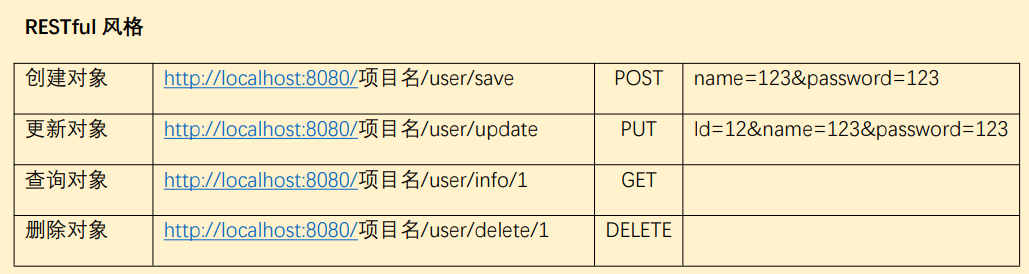 RESTful 风格
创建对象 http://localhost:8080/项目名/user/save POST name=123&password=123
更新对象 http://localhost:8080/项目名/user/update PUT Id=12&name=123&password=123
查询对象 http://localhost:8080/项目名/user/info/1 GET
删除对象 http://localhost:8080/项目名/user/delete/1 DELETE